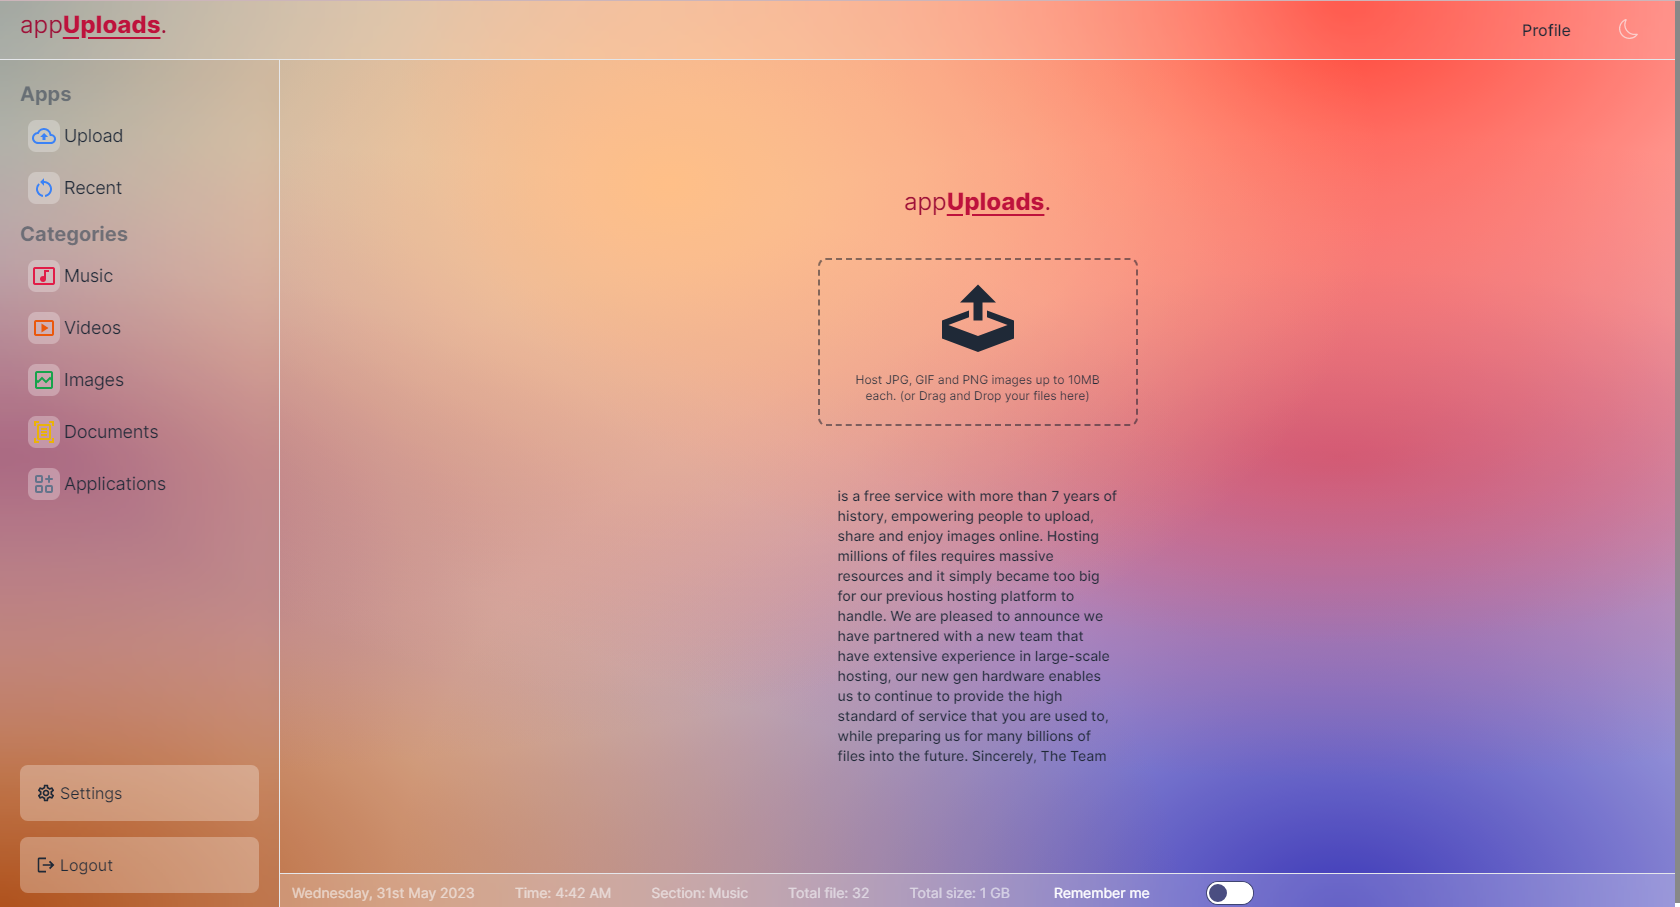 appUploads.
Profile
Apps
Upload
Recent
Categories
Music
Videos
Images
Documents
Applications
Settings
Logout
appUploads.
Host JPG, GIF and PNG images up to 10MB
each. (or Drag and Drop your files here)
is a free service with more than 7 years of
history, empowering people to upload,
share and enjoy images online. Hosting
millions of files requires massive
resources and it simply became too big
for our previous hosting platform to
handle. We are pleased to announce we
have partnered with a new team that
have extensive experience in large-scale
hosting, our new gen hardware enables
us to continue to provide the high
standard of service that you are used to,
while preparing us for many billions of
files into the future. Sincerely, The Team
Wednesday, 31st May 2023 Time: 4:42 AM Section: Music Total file: 32 Total size: 1 GB Remember me